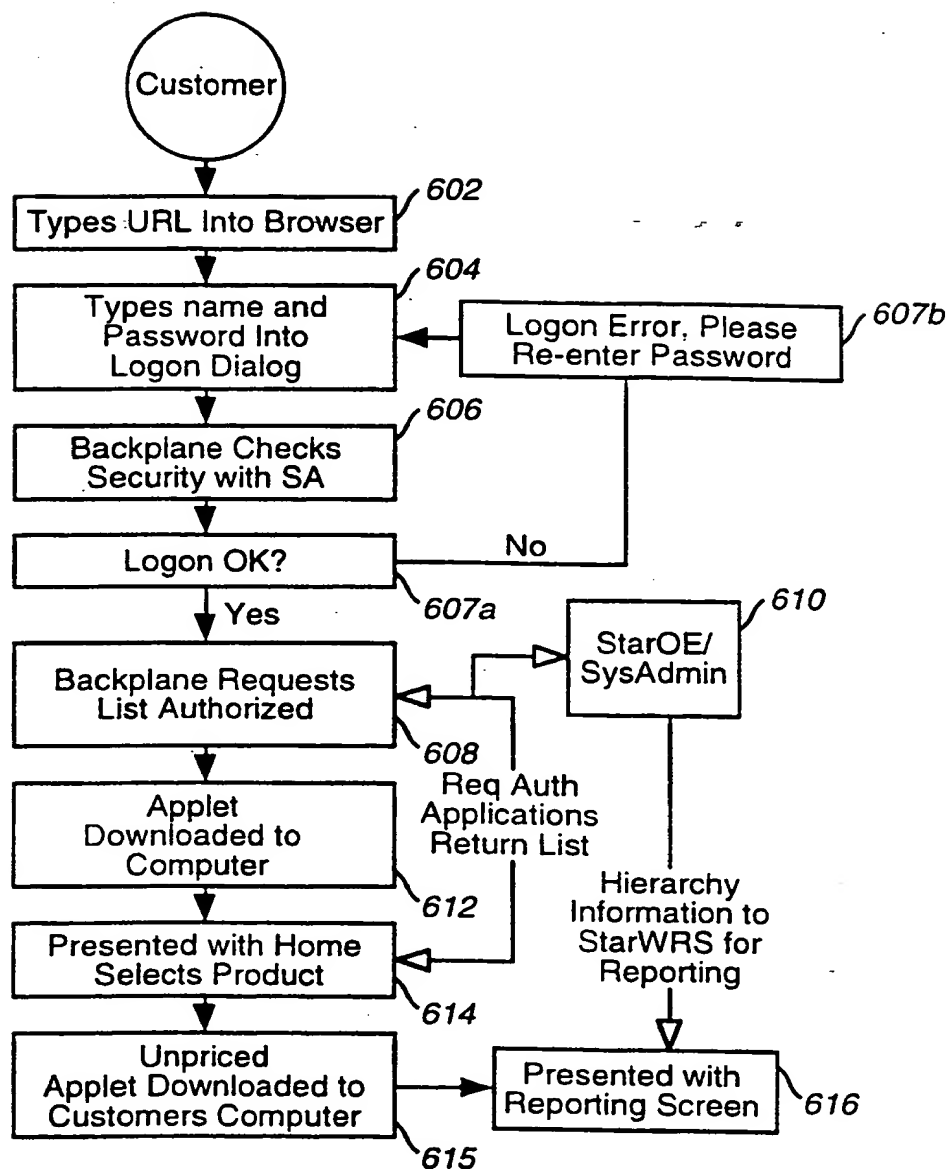 Customer
602
Types URL Into Browser
604
Types name and
Password Into
Logon Dialog
607b
Logon Error, Please
Re-enter Password
606
Backplane Checks
Security with SA
Logon OK?
No
607a
Yes
610
StarOE/
SysAdmin
Backplane Requests
List Authorized
608
Req Auth
Applications
Return List
Applet
Downloaded to
Computer
612
Hierarchy
Information to
StarWRS for
Reporting
Presented with Home
Selects Product
614
Unpriced
Applet Downloaded to
Customers Computer
615
Presented with
Reporting Screen
616